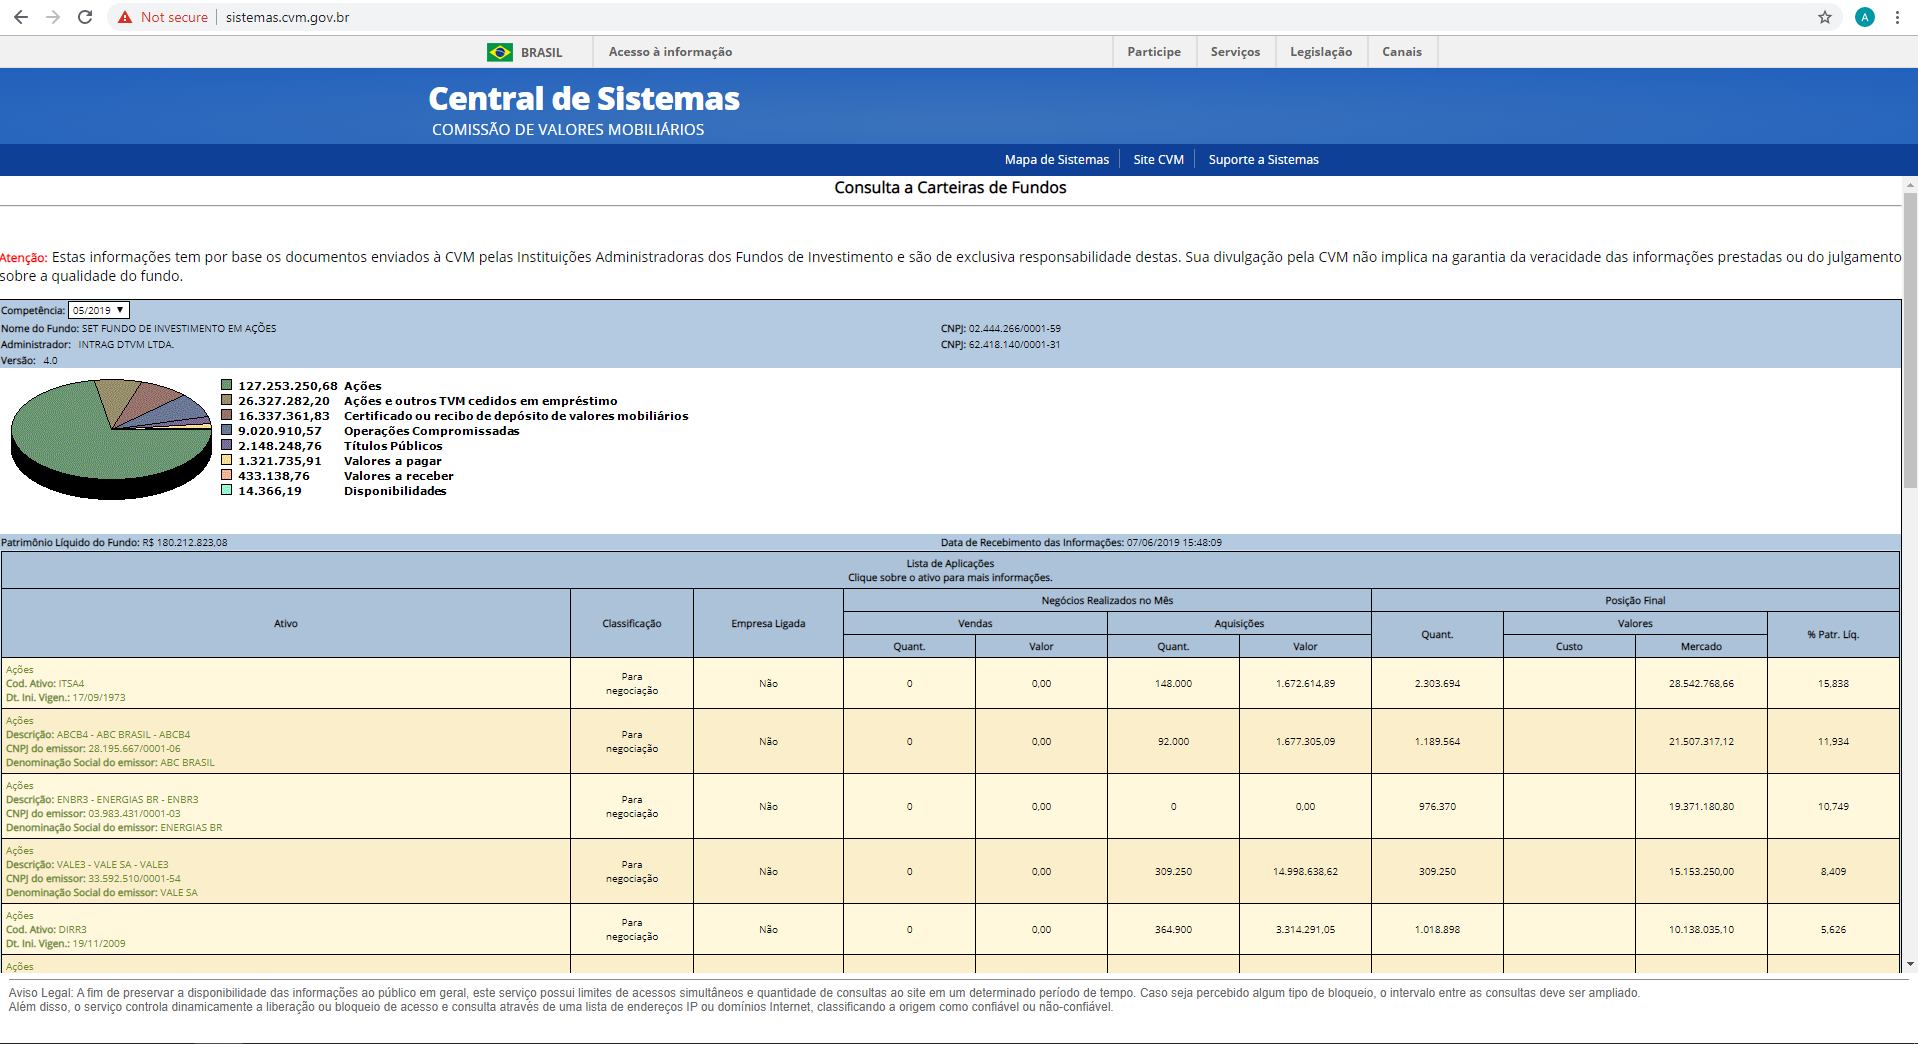 Not secure | sistemas.cvm.gov.br
A
BRASIL Acesso à informação Participe Serviços Legislação Canais
Central de Sistemas
COMISSÃO DE VALORES MOBILIÁRIOS
Mapa de Sistemas Site CVM Suporte a Sistemas
Consulta a Carteiras de Fundos
Atenção: Estas informações tem por base os documentos enviados à CVM pelas Instituições Administradoras dos Fundos de Investimento e são de exclusiva responsabilidade destas. Sua divulgação pela CVM não implica na garantia da veracidade das informações prestadas ou do julgamento
sobre a qualidade do fundo.
Competência: 05/2019
Nome do Fundo: SET FUNDO DE INVESTIMENTO EM AÇÕES CNPJ: 02.444.266/0001-59
Administrador: INTRAG DTVM LTDA. CNPJ: 62.418.140/0001-31
Versão: 4.0
127.253.250,68 Ações
26.327.282,20 Ações e outros TVM cedidos em empréstimo
16.337.361,83 Certificado ou recibo de depósito de valores mobiliários
9.020.910,57 Operações Compromissadas
2.148.248,76 Títulos Públicos
1.321.735,91 Valores a pagar
433.138,76 Valores a receber
14.366,19 Disponibilidades
Patrimônio Líquido do Fundo: R$ 180.212.823,08 Data de Recebimento das Informações: 07/06/2019 15:48:09
Lista de Aplicações
Clique sobre o ativo para mais informações.
Ativo Classificação Empresa Ligada Negócios Realizados no Mês Posição Final
Vendas Aquisições Quant. Valores % Patr. Líq.
Quant. Valor Quant. Valor Custo Mercado
Ações
Cod. Ativo: ITSA4
Dt. Ini. Vigen.: 17/09/1973
Para
negociação
Não 0 0,00 148.000 1.672.614,89 2.303.694 28.542.768,66 15,838
Ações
Descrição: ABCB4 - ABC BRASIL - ABCB4
CNPJ do emissor: 28.195.667/0001-06
Denominação Social do emissor: ABC BRASIL
Para
negociação
Não 0 0,00 92.000 1.677.305,09 1.189.564 21.507.317,12 11,934
Ações
Descrição: ENBR3 - ENERGIAS BR - ENBR3
CNPJ do emissor: 03.983.431/0001-03
Denominação Social do emissor: ENERGIAS BR
Para
negociação
Não 0 0,00 0 0,00 976.370 19.371.180,80 10,749
Ações
Descrição: VALE3 - VALE SA - VALE3
CNPJ do emissor: 33.592.510/0001-54
Denominação Social do emissor: VALE SA
Para
negociação
Não 0 0,00 309.250 14.998.638,62 309.250 15.153.250,00 8,409
Ações
Cod. Ativo: DIRR3
Dt. Ini. Vigen.: 19/11/2009
Para
negociação
Não 0 0,00 364.900 3.314.291,05 1.018.898 10.138.035,10 5,626
Ações
Aviso Legal: A fim de preservar a disponibilidade das informações ao público em geral, este serviço possui limites de acessos simultâneos e quantidade de consultas ao site em um determinado período de tempo. Caso seja percebido algum tipo de bloqueio, o intervalo entre as consultas deve ser ampliado.
Além disso, o serviço controla dinamicamente a liberação ou bloqueio de acesso e consulta através de uma lista de endereços IP ou domínios Internet, classificando a origem como confiável ou não-confiável.